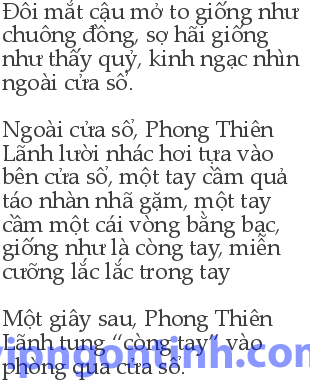 Đôi mắt cậu mở to giống như
chuông đồng, sợ hãi giống
như thấy quỷ, kinh ngạc nhìn
ngoài cửa sổ.
Ngoài cửa sổ, Phong Thiên
Lãnh lười nhác hơi tựa vào
bên cửa sổ, một tay cầm quả
táo nhàn nhã gặm, một tay
cầm một cái vòng bằng bạc,
giống như là còng tay, miễn
cưỡng lắc lắc trong tay
Một giây sau, Phong Thiên
Lãnh tung “còng tay” vào
phòng qua cửa sổ.
vipngontinh.com